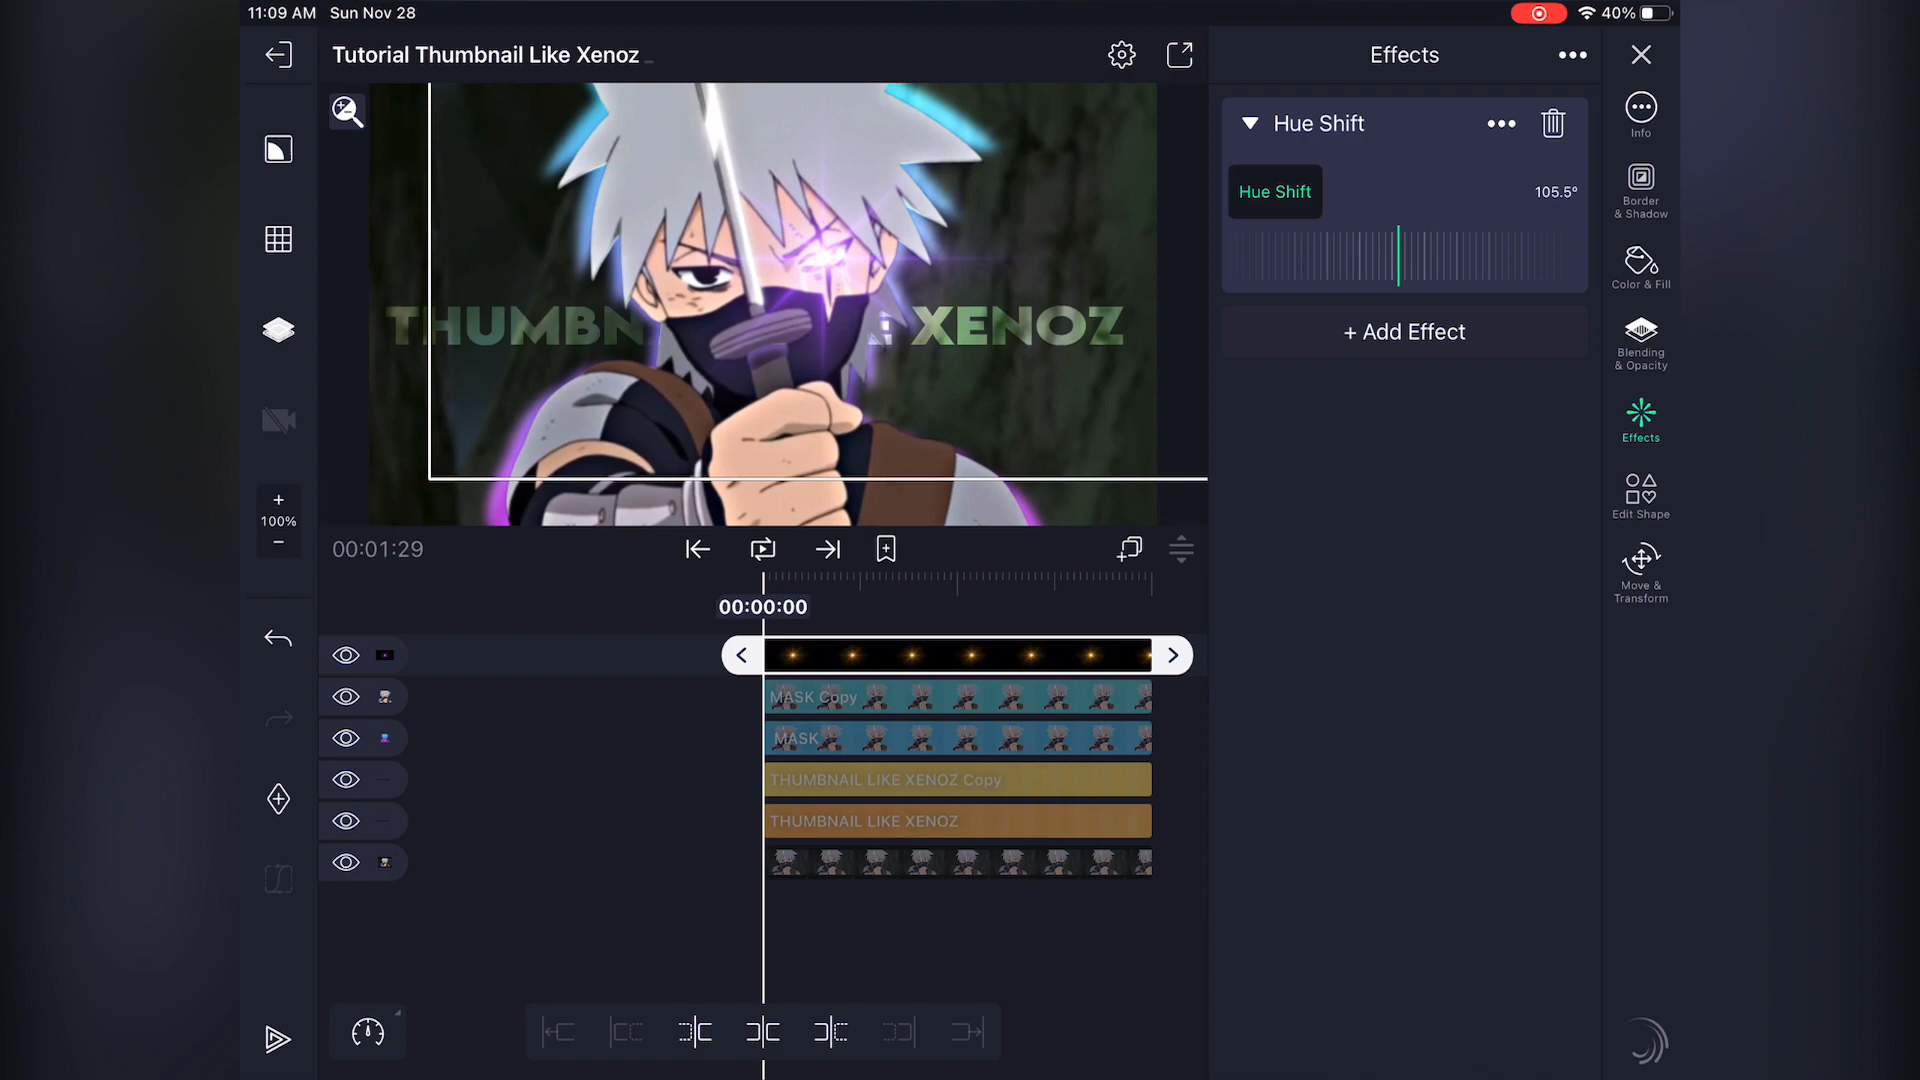 11:09 AM Sun Nov 28
40%
Tutorial Thumbnail Like Xenoz _
Effects
Hue Shift
Hue Shift
105.5°
+ Add Effect
Info
Border
& Shadow
Color & Fill
Blending
& Opacity
Effects
Edit Shape
Move &
Transform
THUMBN
XENOZ
+
100%
−
00:01:29
00:00:00
MASK Copy
MASK
THUMBNAIL LIKE XENOZ Copy
THUMBNAIL LIKE XENOZ